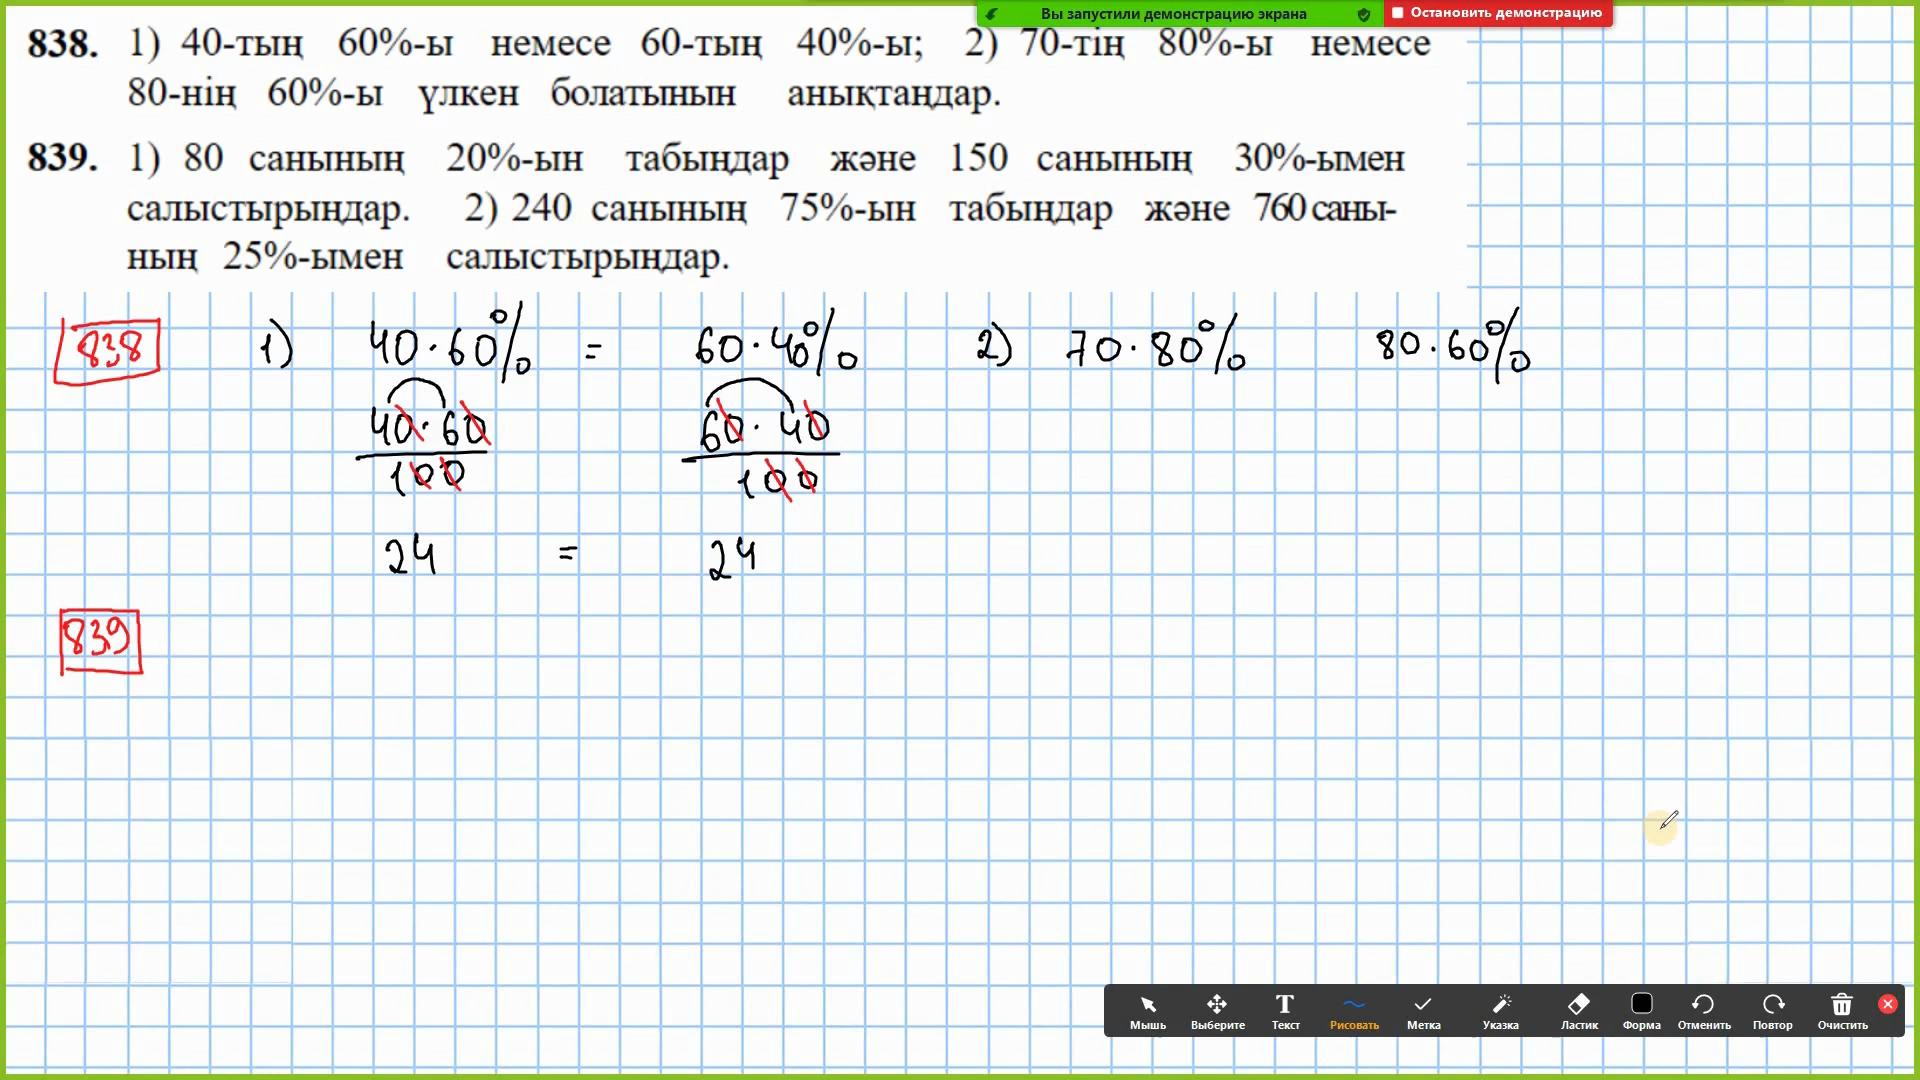 Вы запустили демонстрацию экрана Остановить демонстрацию
838. 1) 40-тың 60%-ы немесе 60-тың 40%-ы; 2) 70-тің 80%-ы немесе
80-нің 60%-ы үлкен болатынын анықтаңдар.
839. 1) 80 санының 20%-ын табыңдар және 150 санының 30%-ымен
салыстырыңдар. 2) 240 санының 75%-ын табыңдар және 760 саны-
ның 25%-ымен салыстырыңдар.
838 1) 40·60% = 60·40% 2) 70·80% 80·60%
40·60 60·40
100 100
24 = 24
839
Мышь Выберите Текст Рисовать Метка Указка Ластик Форма Отменить Повтор Очистить